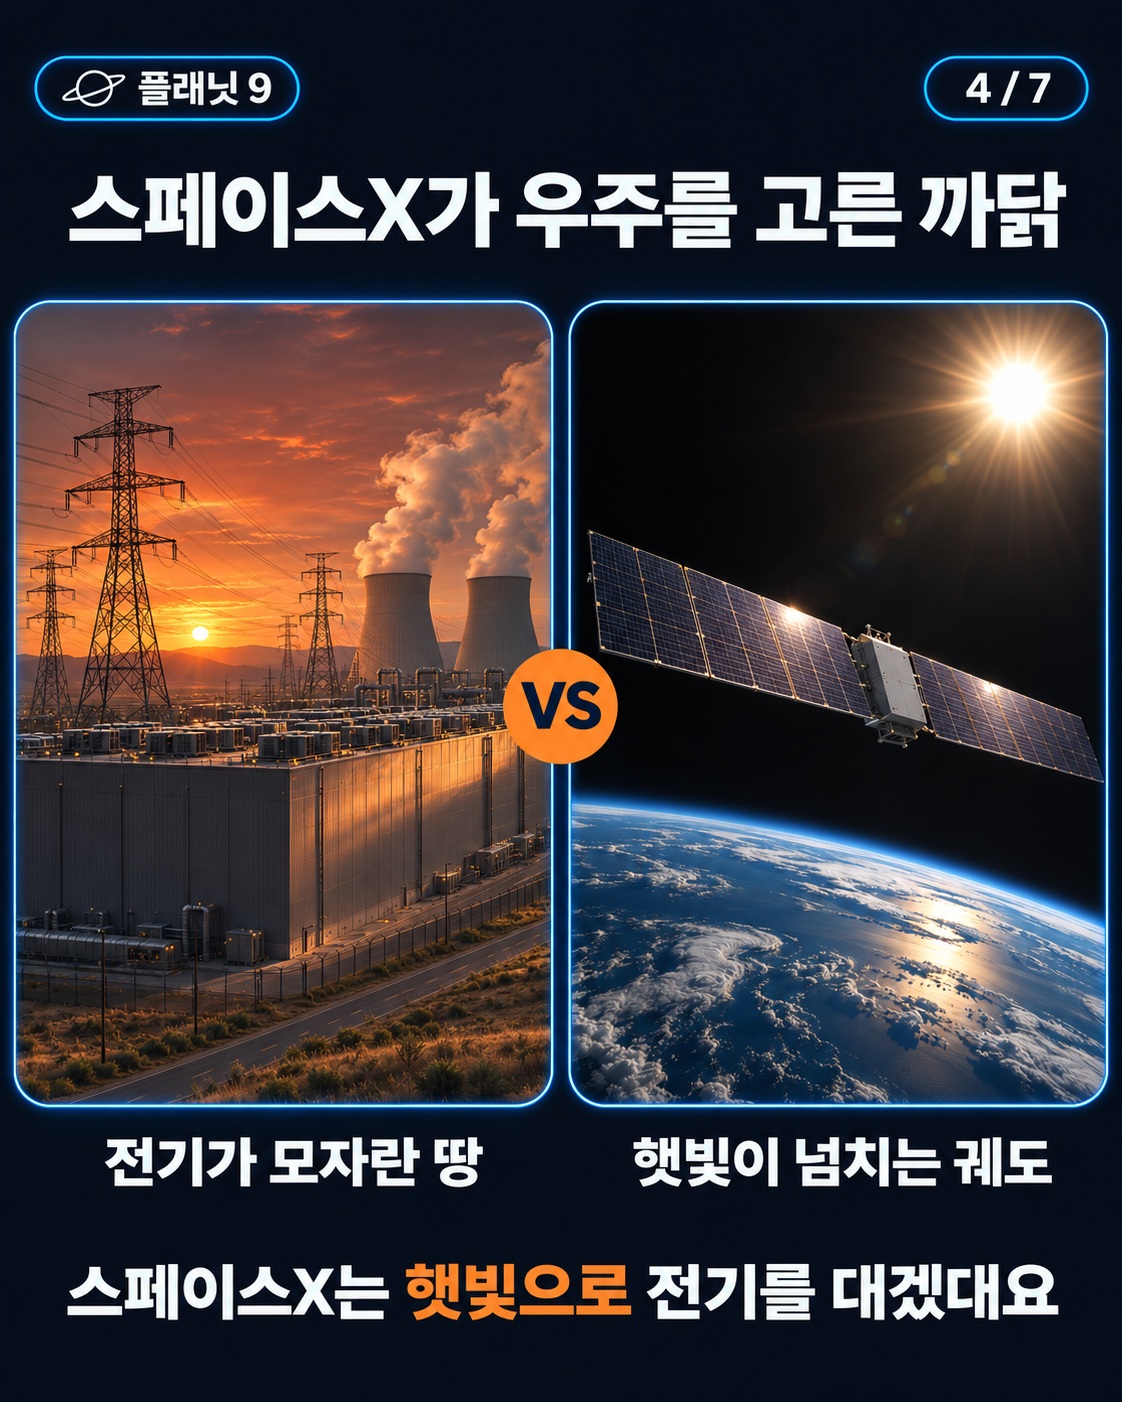 플래닛 9
4 / 7
스페이스X가 우주를 고른 까닭
VS
전기가 모자란 땅
햇빛이 넘치는 궤도
스페이스X는 햇빛으로 전기를 대겠대요